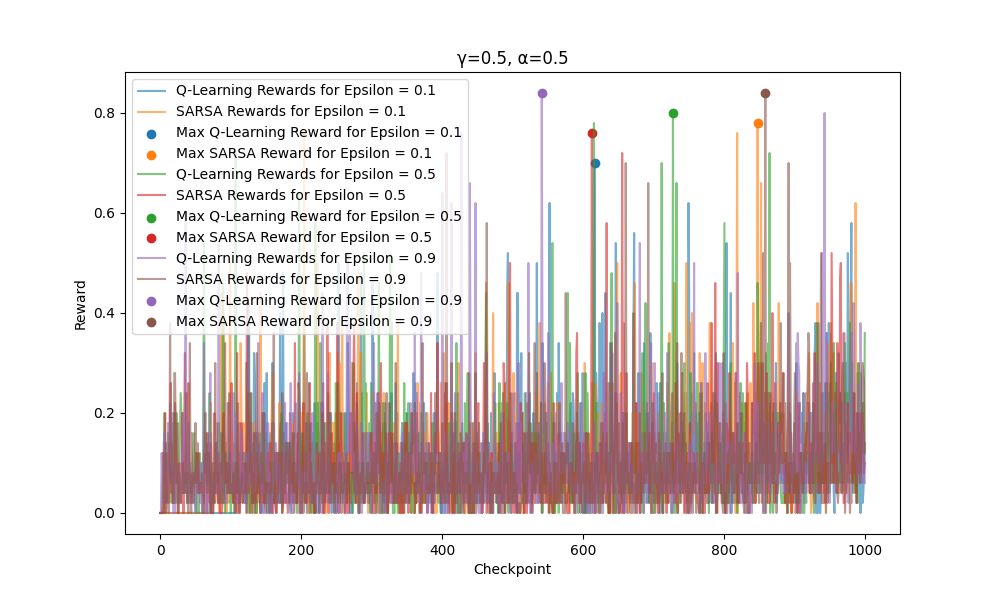 γ=0.5, α=0.5
Q-Learning Rewards for Epsilon = 0.1
SARSA Rewards for Epsilon = 0.1
Max Q-Learning Reward for Epsilon = 0.1
Max SARSA Reward for Epsilon = 0.1
Q-Learning Rewards for Epsilon = 0.5
SARSA Rewards for Epsilon = 0.5
Max Q-Learning Reward for Epsilon = 0.5
Max SARSA Reward for Epsilon = 0.5
Q-Learning Rewards for Epsilon = 0.9
SARSA Rewards for Epsilon = 0.9
Max Q-Learning Reward for Epsilon = 0.9
Max SARSA Reward for Epsilon = 0.9
Reward
0.8
0.6
0.4
0.2
0.0
0 200 400 600 800 1000
Checkpoint